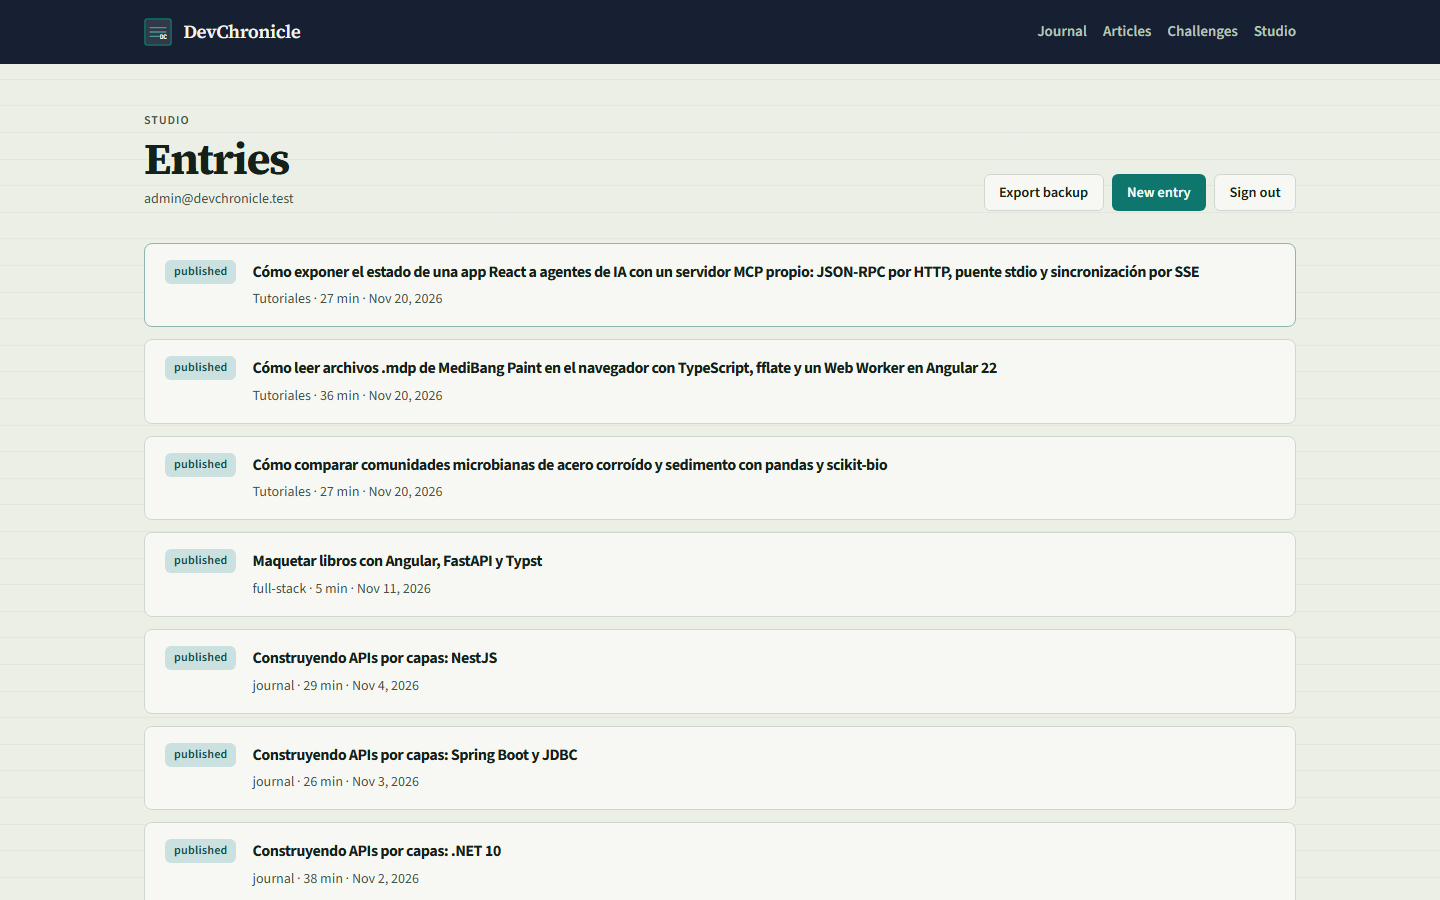 DevChronicle
Journal Articles Challenges Studio
STUDIO
Entries
admin@devchronicle.test
Export backup New entry Sign out
published Cómo exponer el estado de una app React a agentes de IA con un servidor MCP propio: JSON-RPC por HTTP, puente stdio y sincronización por SSE
Tutoriales · 27 min · Nov 20, 2026
published Cómo leer archivos .mdp de MediBang Paint en el navegador con TypeScript, fflate y un Web Worker en Angular 22
Tutoriales · 36 min · Nov 20, 2026
published Cómo comparar comunidades microbianas de acero corroído y sedimento con pandas y scikit-bio
Tutoriales · 27 min · Nov 20, 2026
published Maquetar libros con Angular, FastAPI y Typst
full-stack · 5 min · Nov 11, 2026
published Construyendo APIs por capas: NestJS
journal · 29 min · Nov 4, 2026
published Construyendo APIs por capas: Spring Boot y JDBC
journal · 26 min · Nov 3, 2026
published Construyendo APIs por capas: .NET 10
journal · 38 min · Nov 2, 2026